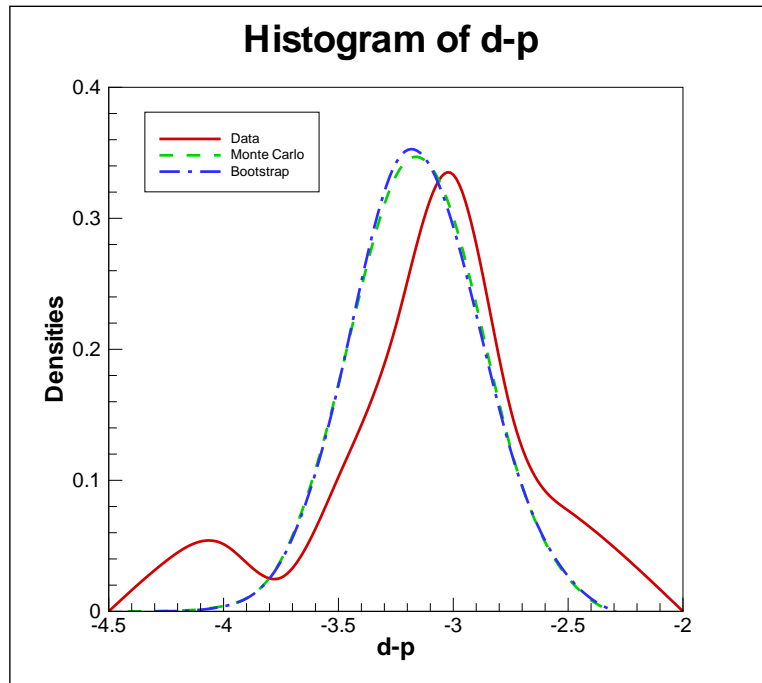 Histogram of d-p
0.4
0.3
0.2
0.1
0
Densities
Data
Monte Carlo
Bootstrap
-4.5 -4 -3.5 -3 -2.5 -2
d-p